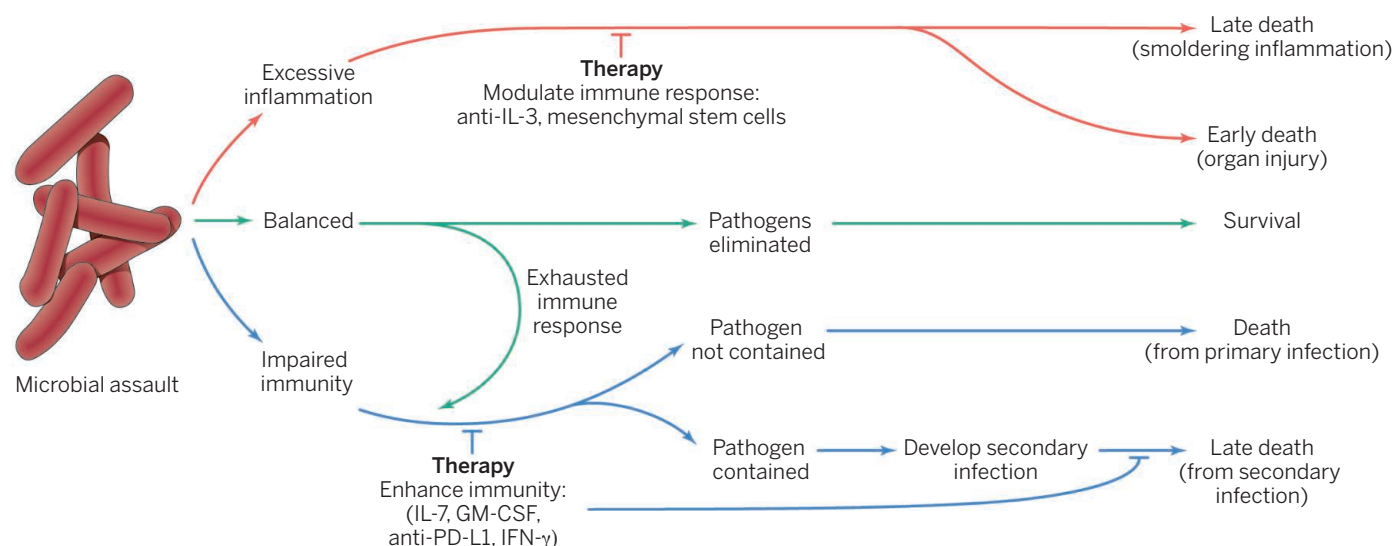 Late death
(smoldering inflammation)
Excessive
inflammation
Therapy
Modulate immune response:
anti-IL-3, mesenchymal stem cells
Early death
(organ injury)
Balanced
Pathogens
eliminated
Survival
Exhausted
immune
response
Pathogen
not contained
Death
(from primary infection)
Impaired
immunity
Microbial assault
Pathogen
contained
Develop secondary
infection
Late death
(from secondary
infection)
Therapy
Enhance immunity:
(IL-7, GM-CSF,
anti-PD-L1, IFN-γ)